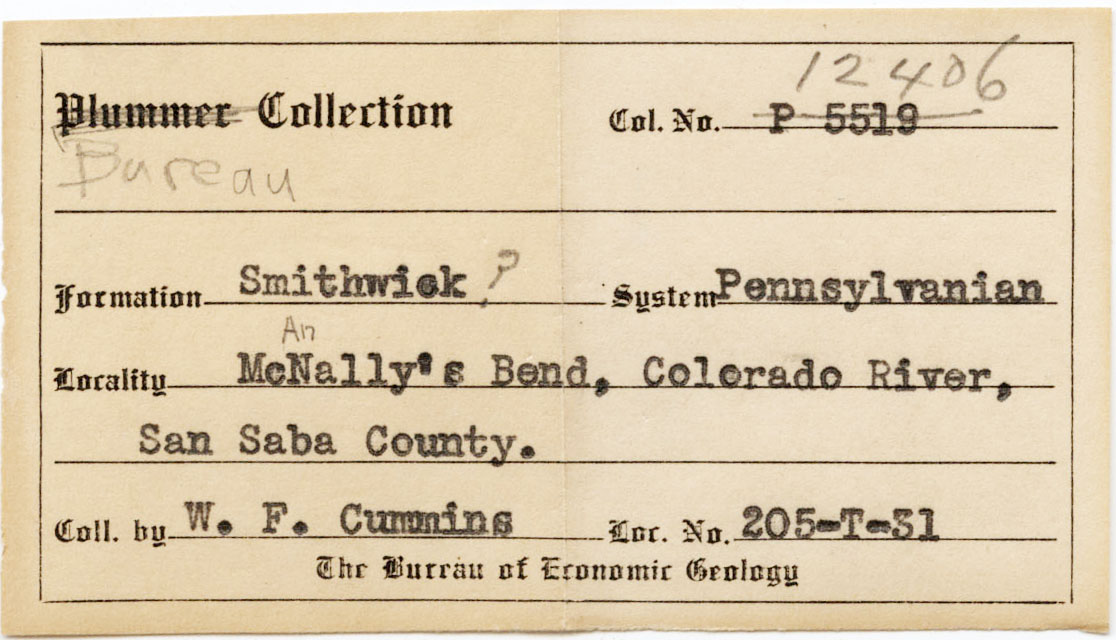 12406
Plummer Collection
Col. No. P 5519
Bureau
Formation Smithwick ?
System Pennsylvanian
An
Locality McNally's Bend, Colorado River,
San Saba County.
Coll. by W. F. Cummins
Loc. No. 205-T-31
The Bureau of Economic Geology